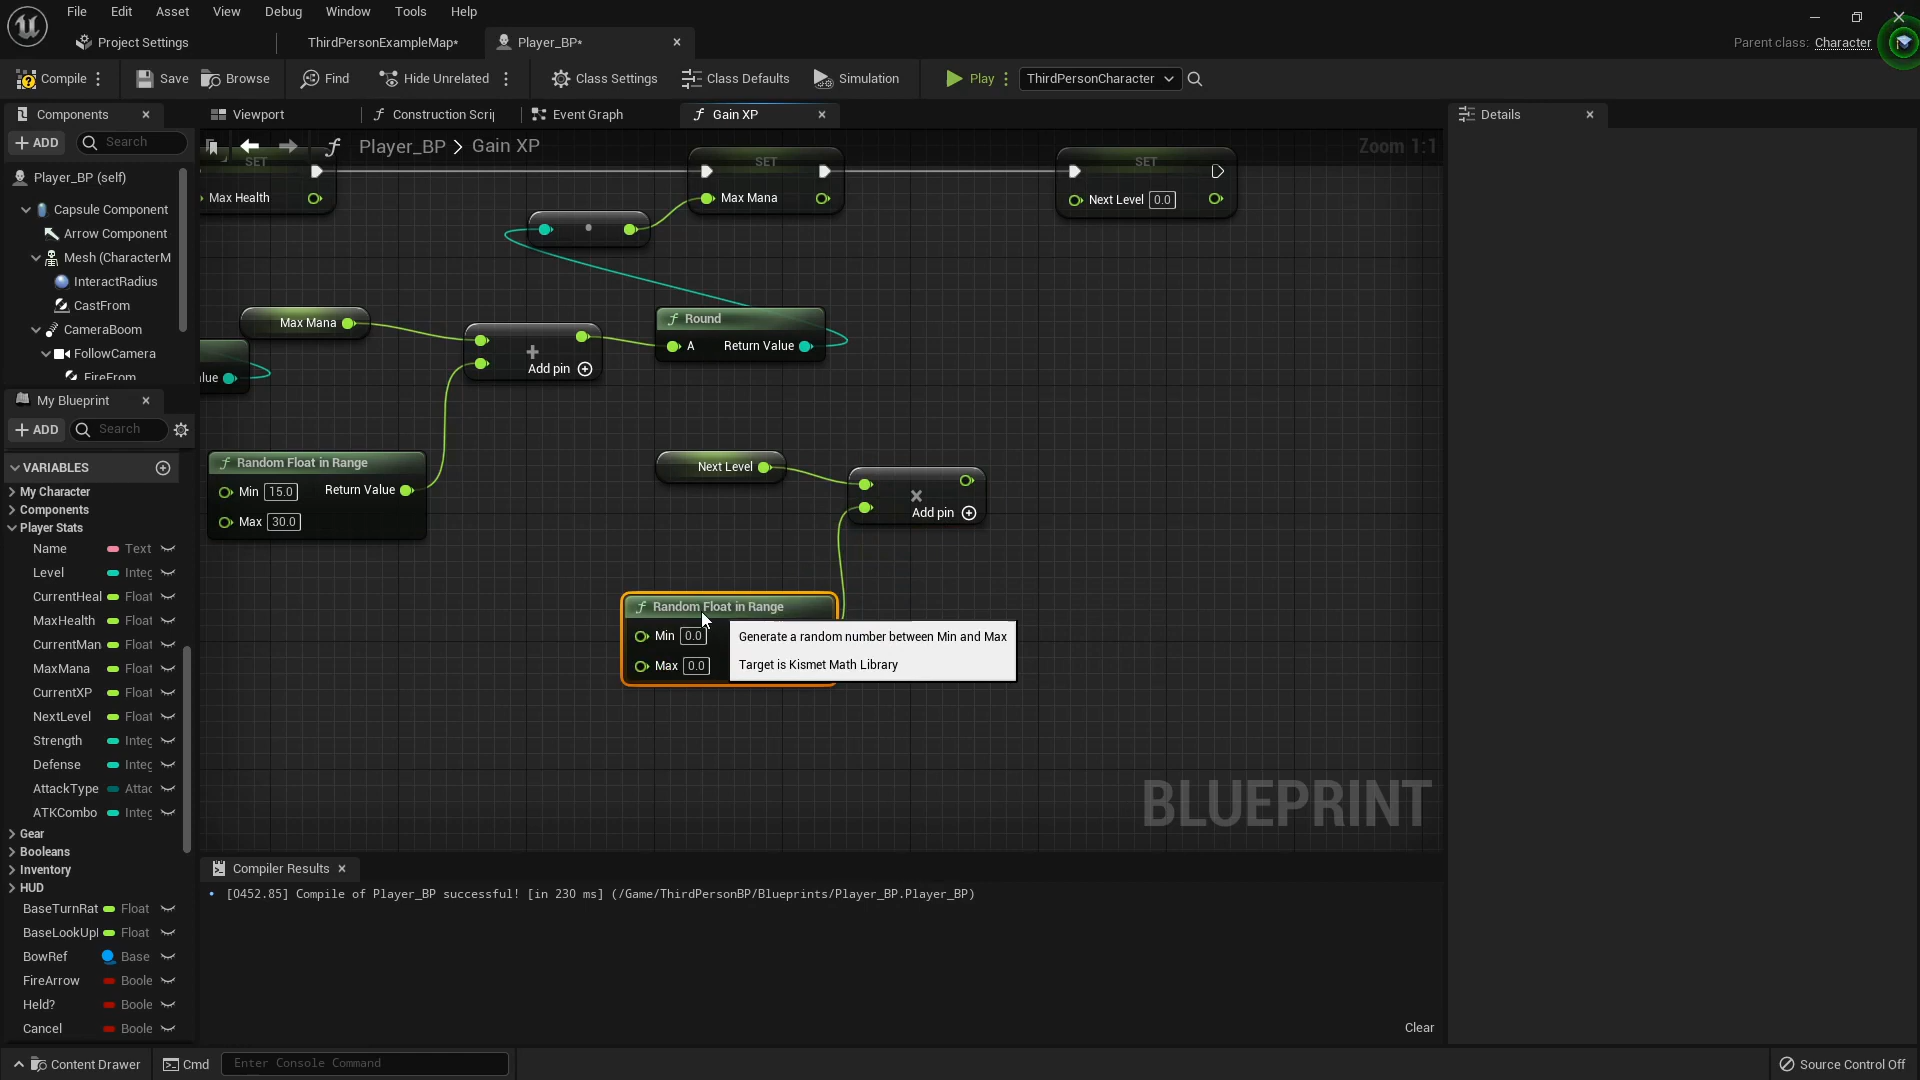 File Edit Asset View Debug Window Tools Help
Project Settings ThirdPersonExampleMap* Player_BP* Parent class: Character
Compile Save Browse Find Hide Unrelated Class Settings Class Defaults Simulation Play ThirdPersonCharacter
Components Viewport Construction Scrip Event Graph Gain XP Details
ADD Search
Player_BP > Gain XP Zoom 1:1
Player_BP (self)
Capsule Component
Arrow Component
Mesh (CharacterM
InteractRadius
CastFrom
CameraBoom
FollowCamera
FireFrom
SET
Max Health
SET
Max Mana
SET
Next Level 0.0
Max Mana
Add pin
Round
A Return Value
alue
Random Float in Range
Min 15.0 Return Value
Max 30.0
Next Level
Add pin
Random Float in Range
Min 0.0
Max 0.0
Generate a random number between Min and Max
Target is Kismet Math Library
BLUEPRINT
My Blueprint
ADD Search
VARIABLES
My Character
Components
Player Stats
Name Text
Level Integ
CurrentHeal Float
MaxHealth Float
CurrentMan Float
MaxMana Float
CurrentXP Float
NextLevel Float
Strength Integ
Defense Integ
AttackType Attac
ATKCombo Integ
Gear
Booleans
Inventory
HUD
BaseTurnRat Float
BaseLookUpl Float
BowRef Base
FireArrow Boole
Held? Boole
Cancel Boole
Compiler Results
[0452.85] Compile of Player_BP successful! [in 230 ms] (/Game/ThirdPersonBP/Blueprints/Player_BP.Player_BP)
Clear
Content Drawer Cmd Enter Console Command Source Control Off